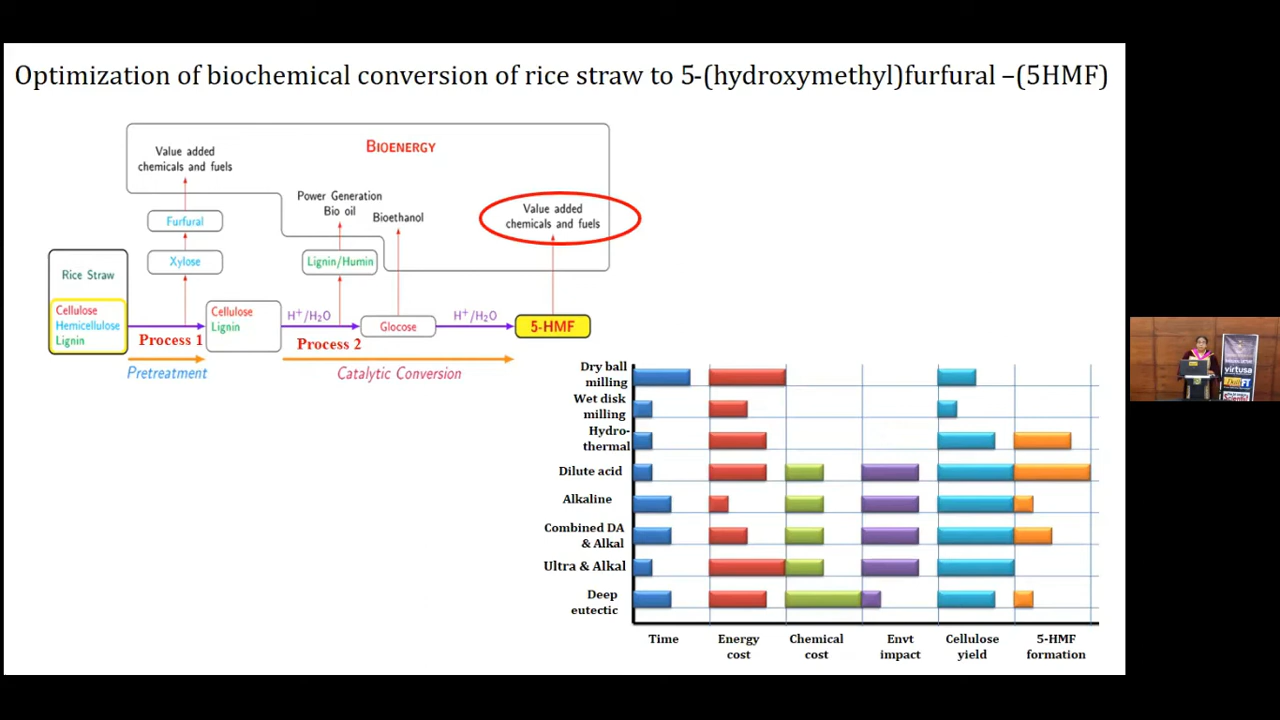 Optimization of biochemical conversion of rice straw to 5-(hydroxymethyl)furfural –(5HMF)
BIOENERGY
Value added
chemicals and fuels
Furfural
Xylose
Power Generation
Bio oil
Bioethanol
Value added
chemicals and fuels
Lignin/Humin
Rice Straw
Cellulose
Hemicellulose
Lignin
Process 1
Pretreatment
Cellulose
Lignin
H+/H2O
Process 2
Glocose
H+/H2O
5-HMF
Catalytic Conversion
Dry ball
milling
Wet disk
milling
Hydro-
thermal
Dilute acid
Alkaline
Combined DA
& Alkal
Ultra & Alkal
Deep
eutectic
Time
Energy
cost
Chemical
cost
Envt
impact
Cellulose
yield
5-HMF
formation
virtusa
FT